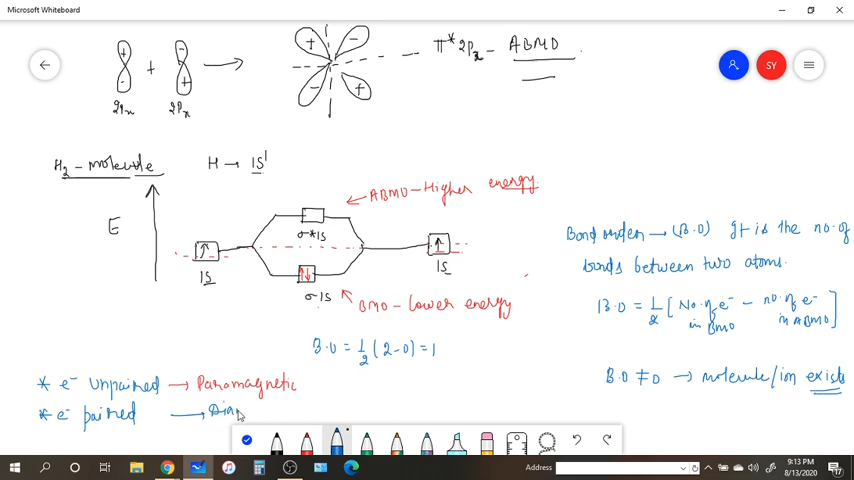 Microsoft Whiteboard
SY
+
-
+
-
+
2Px
2Px
+
-
-
+
π*2Px - ABMO
H2-molecule
H → 1S¹
E
1S
σ*1S
σ1S
1S
ABMO-Higher energy
BMO-Lower energy
B.O = 1/2 (2-0) = 1
* e⁻ unpaired → Paramagnetic
* e⁻ paired → Dia
Bond order → (B.O) It is the no. of
bonds between two atoms.
B.O = 1/2 [No. of e⁻ in BMO - no. of e⁻ in ABMO]
B.O ≠ 0 → molecule/ion exists
Address
9:13 PM
8/13/2020
17